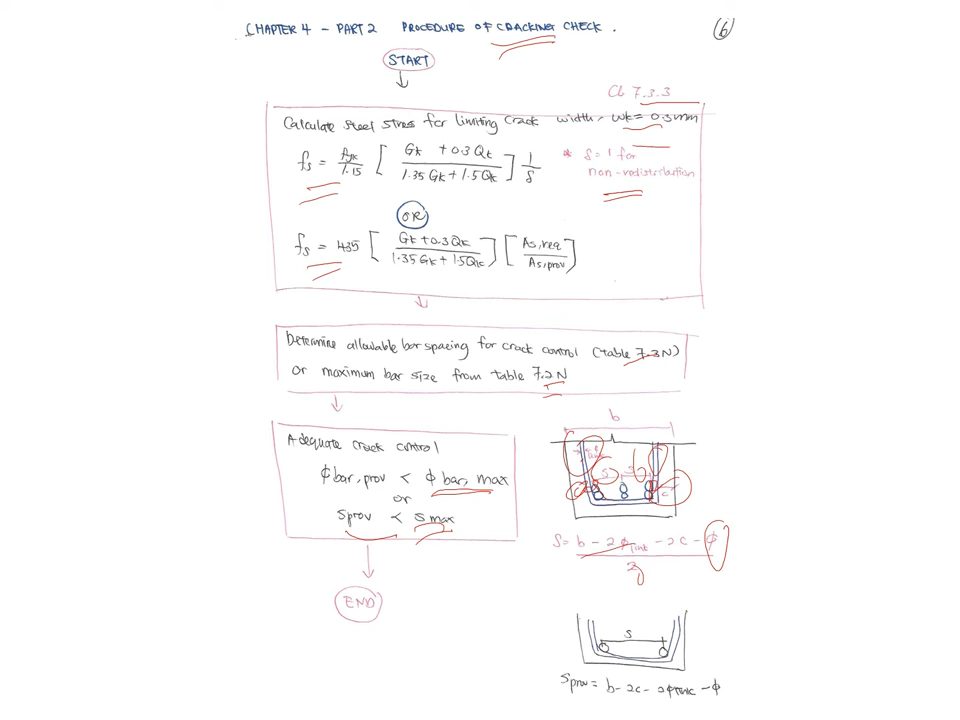 CHAPTER 4 - PART 2 PROCEDURE OF CRACKING CHECK. 6
START
Cl 7.3.3
Calculate steel stress for limiting crack width, wk = 0.3mm
fs = fyk/1.15 [ Gk + 0.3 Qk / 1.35 Gk + 1.5 Qk ] 1/δ
* δ = 1 for
non-redistribution
OR
fs = 435 [ Gk + 0.3 Qk / 1.35 Gk + 1.5 Qk ] [ As,req / As,prov ]
Determine allowable bar spacing for crack control (table 7.3N)
or maximum bar size from table 7.2N
b
Adequate crack control
φ bar, prov < φ bar, max
or
Sprov < S max
φ link
S S
c c
S = b - 2φlink - 2c - φ
END
S
Sprov = b - 2c - 2φlink - φ